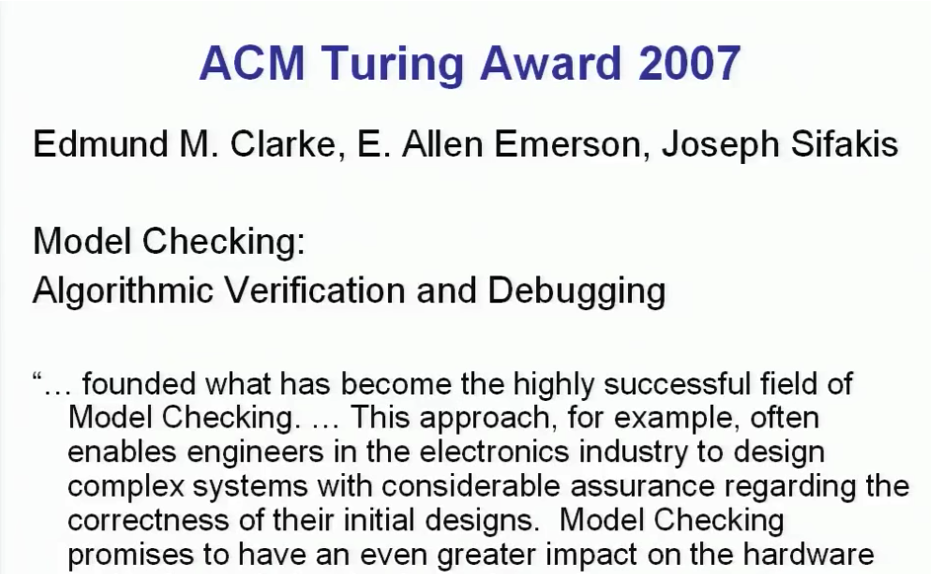 ACM Turing Award 2007
Edmund M. Clarke, E. Allen Emerson, Joseph Sifakis
Model Checking:
Algorithmic Verification and Debugging
“… founded what has become the highly successful field of
Model Checking. … This approach, for example, often
enables engineers in the electronics industry to design
complex systems with considerable assurance regarding the
correctness of their initial designs.  Model Checking
promises to have an even greater impact on the hardware